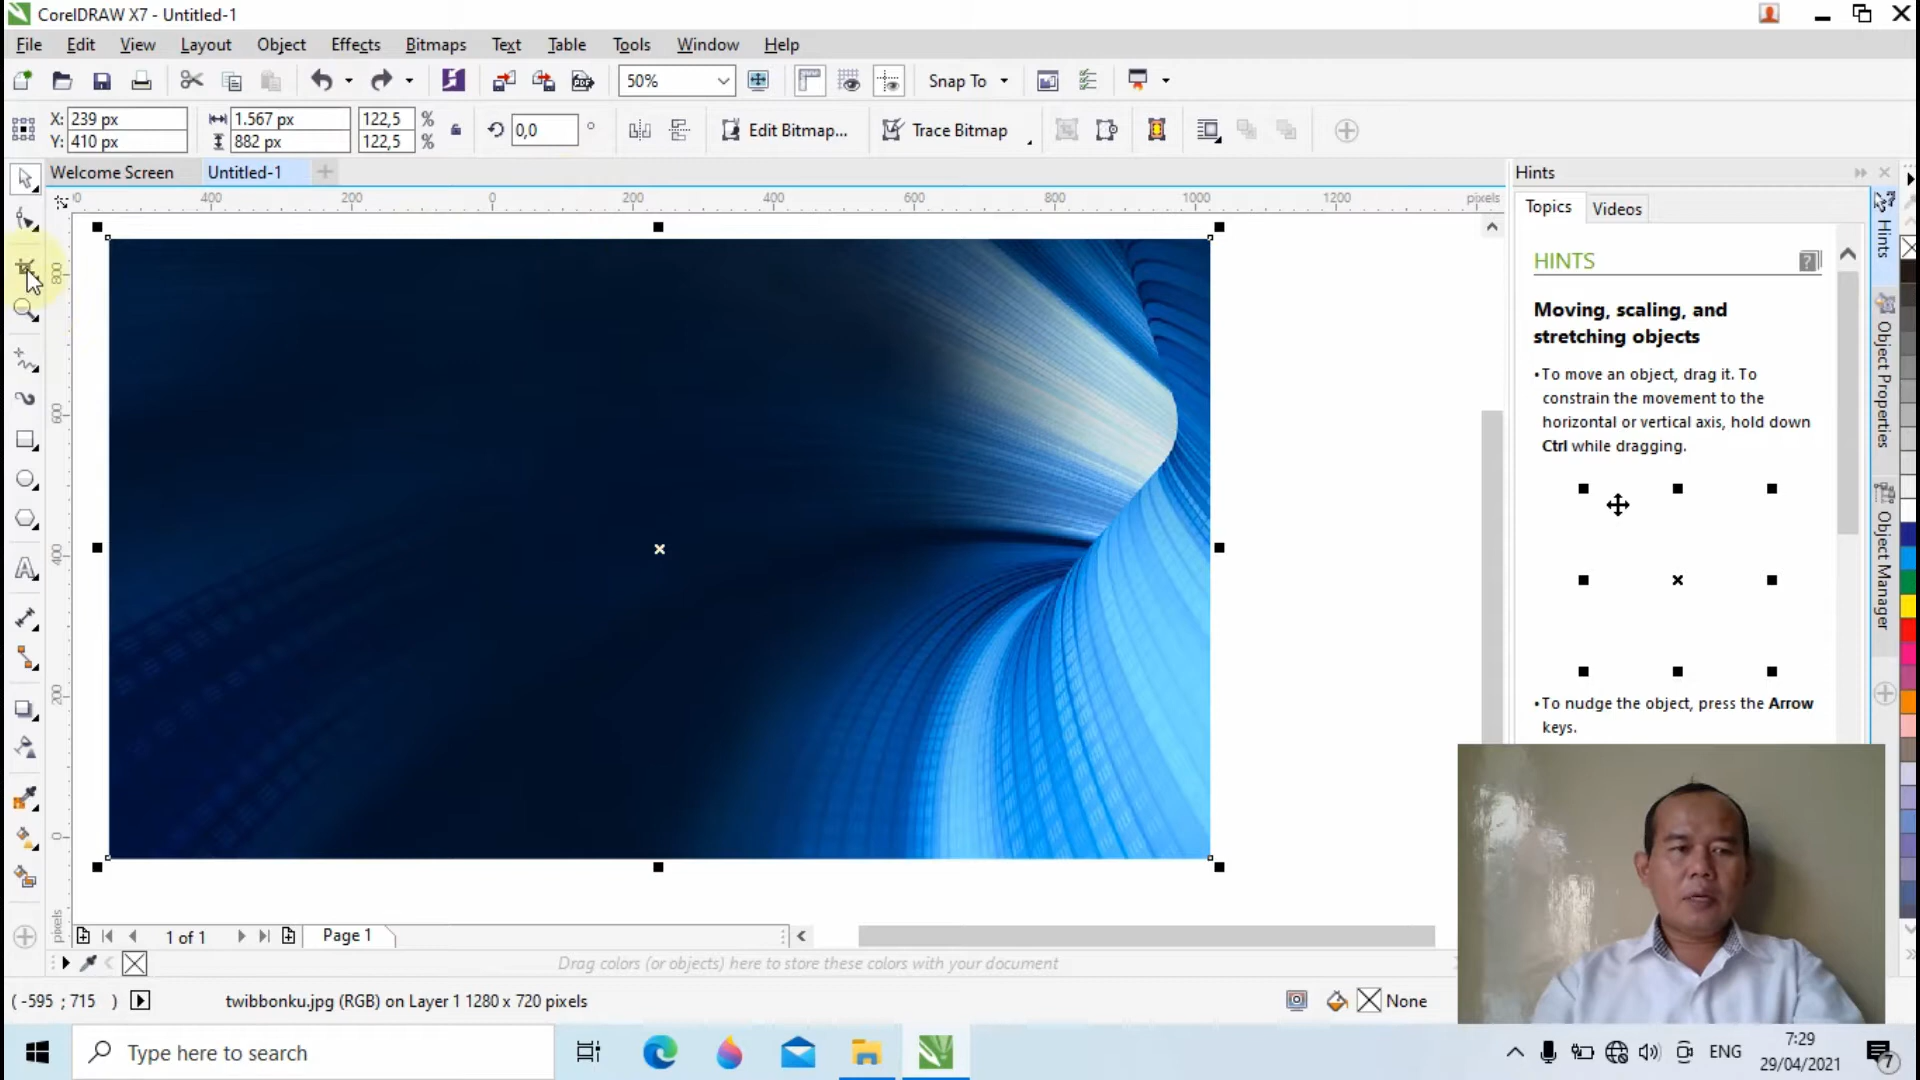 CorelDRAW X7 - Untitled-1
File Edit View Layout Object Effects Bitmaps Text Table Tools Window Help
50% Snap To
X: 239 px 1.567 px 122,5 % 0,0 ° Edit Bitmap... Trace Bitmap
Y: 410 px 882 px 122,5 %
Welcome Screen Untitled-1
400 200 0 200 400 600 800 1000 1200 pixels
800
600
400
200
0
pixels
Hints
Topics Videos
HINTS
Moving, scaling, and
stretching objects
•To move an object, drag it. To
constrain the movement to the
horizontal or vertical axis, hold down
Ctrl while dragging.
•To nudge the object, press the Arrow
keys.
Hints
Object Properties
Object Manager
1 of 1 Page 1
Drag colors (or objects) here to store these colors with your document
( -595 ; 715 ) twibbonku.jpg (RGB) on Layer 1 1280 x 720 pixels None
Type here to search
ENG
7:29
29/04/2021
7